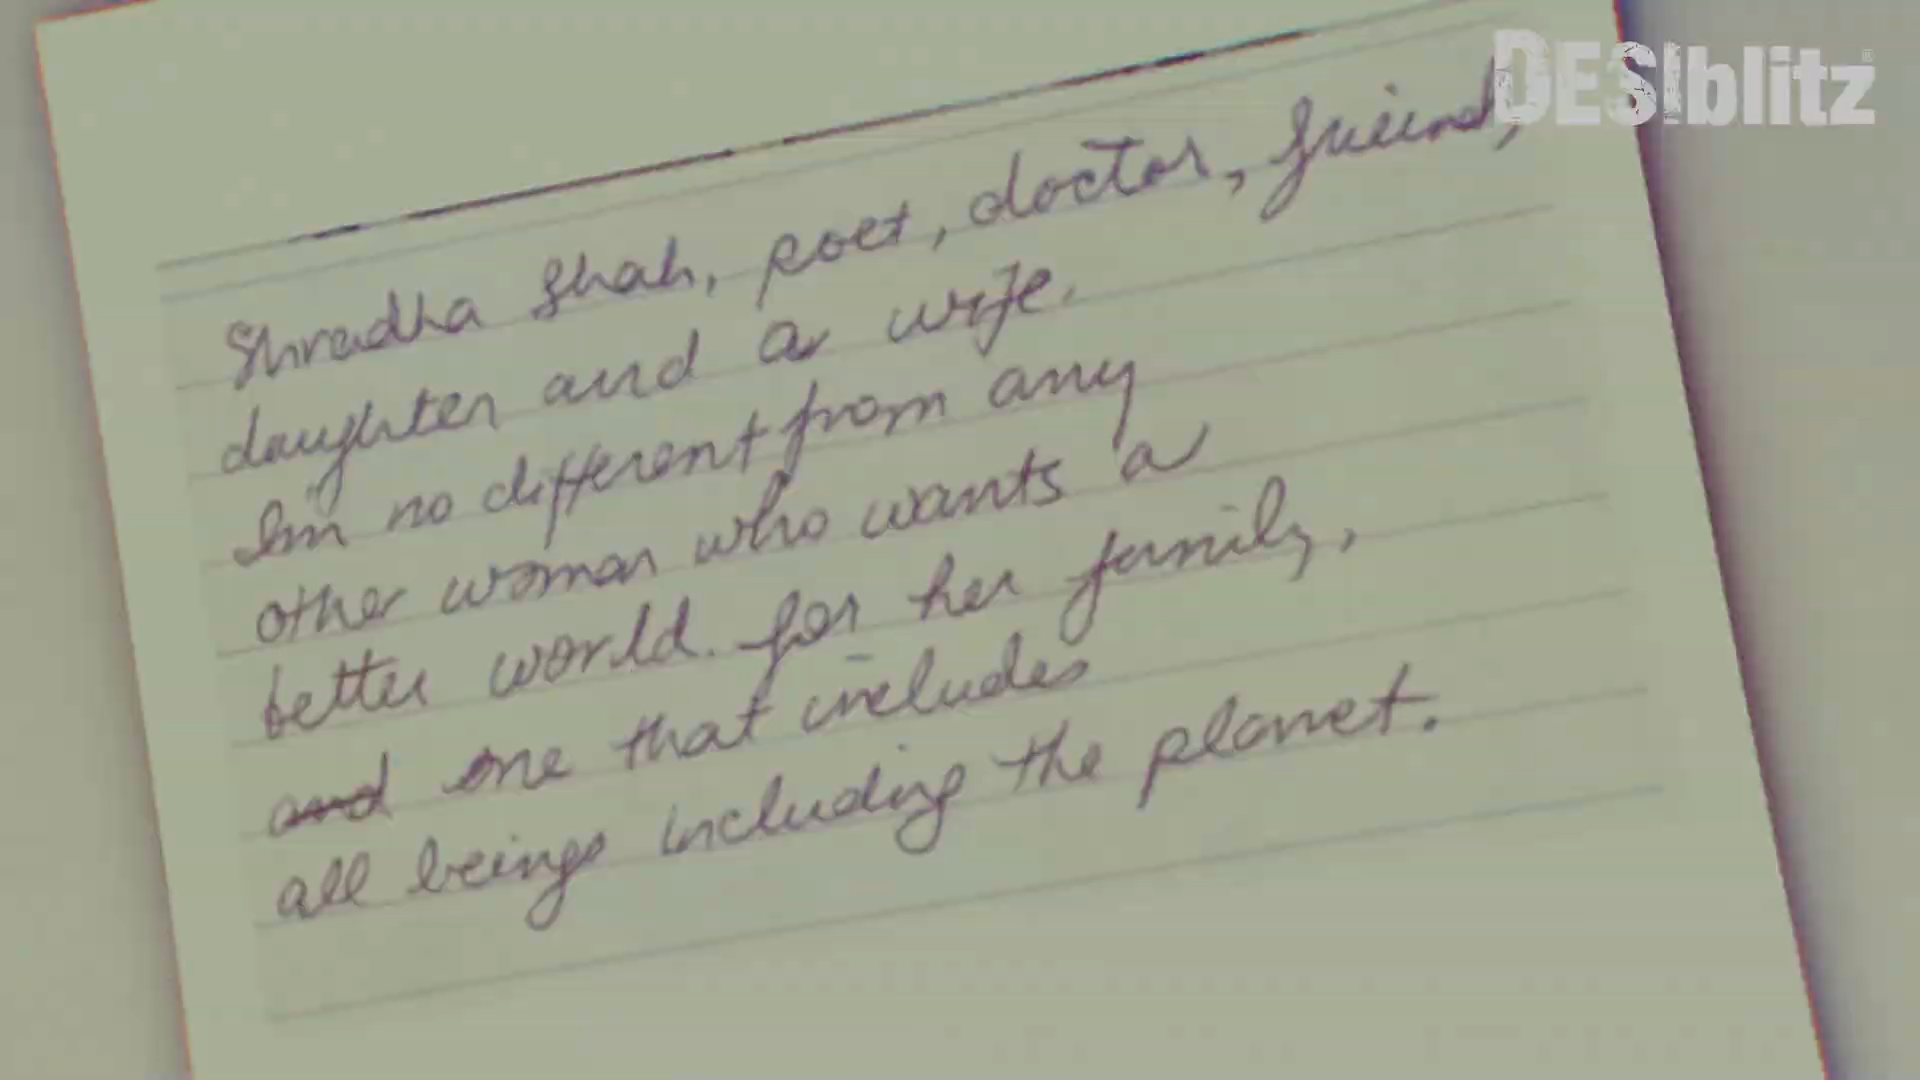 DESIblitz
Shradha Shah, poet, doctor, friend,
daughter and a wife.
Im no different from any
other woman who wants a
better world for her family,
and one that includes
all beings including the planet.